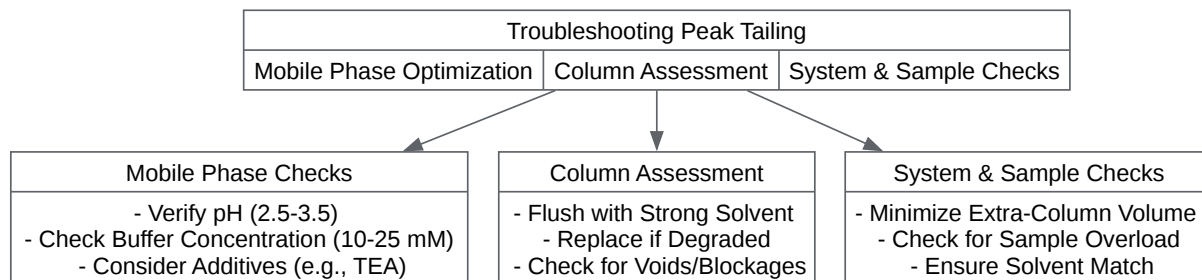 Troubleshooting Peak Tailing
Mobile Phase Optimization
Column Assessment
System & Sample Checks
Mobile Phase Checks
- Verify pH (2.5-3.5)
- Check Buffer Concentration (10-25 mM)
- Consider Additives (e.g., TEA)
Column Assessment
- Flush with Strong Solvent
- Replace if Degraded
- Check for Voids/Blockages
System & Sample Checks
- Minimize Extra-Column Volume
- Check for Sample Overload
- Ensure Solvent Match